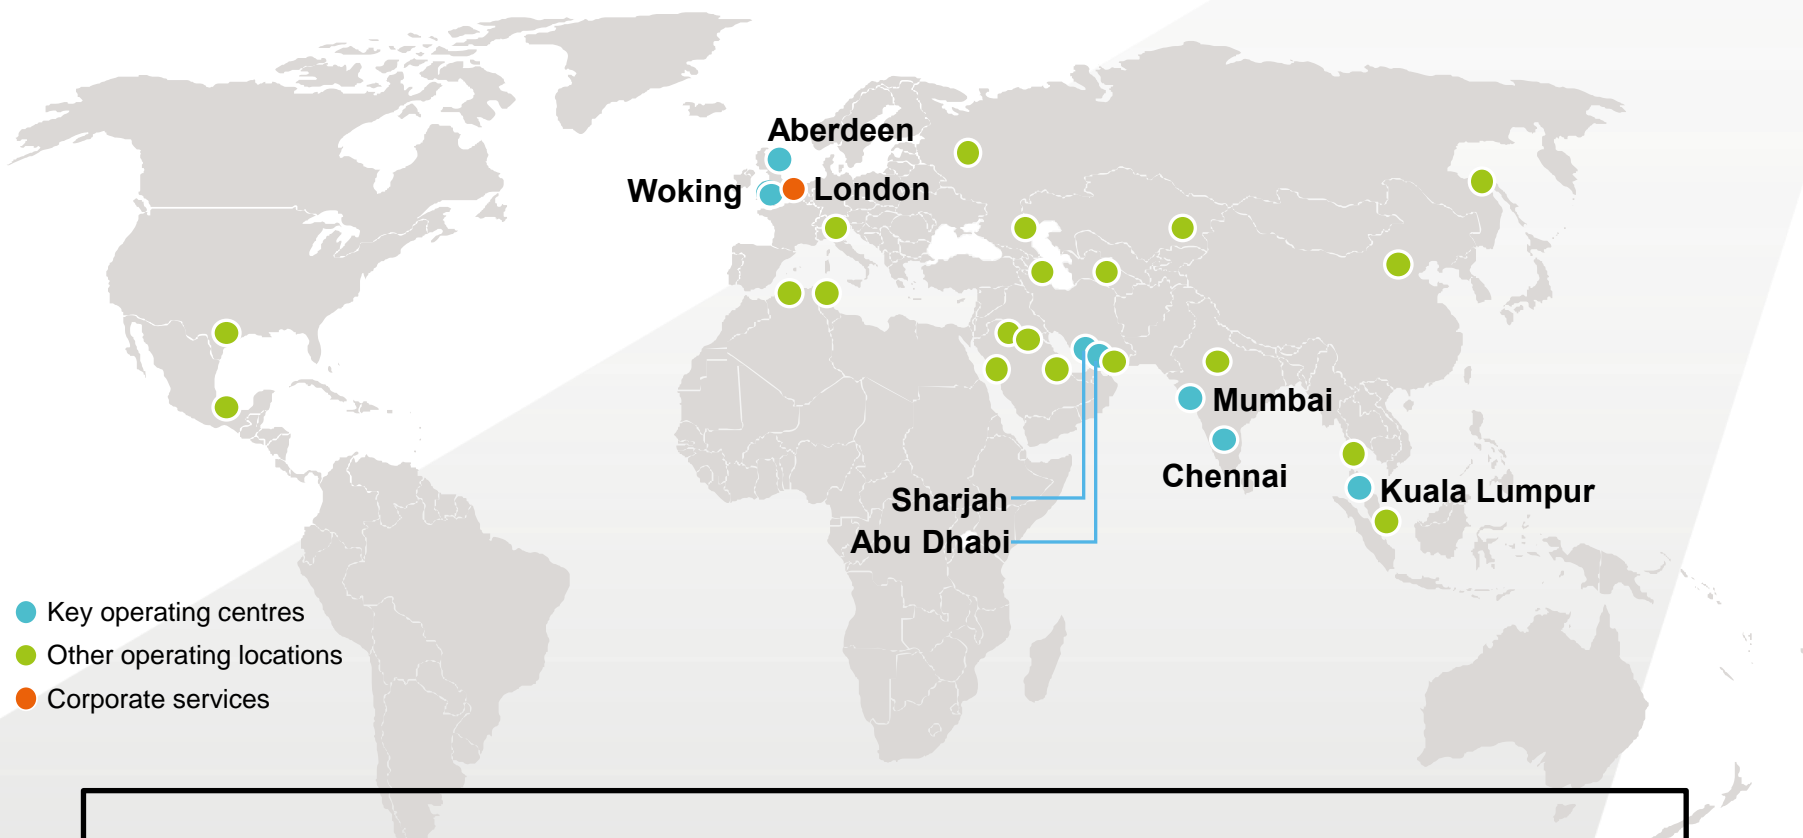 Aberdeen
Woking
London
Mumbai
Chennai
Sharjah
Kuala Lumpur
Abu Dhabi
Key operating centres
Other operating locations
Corporate services